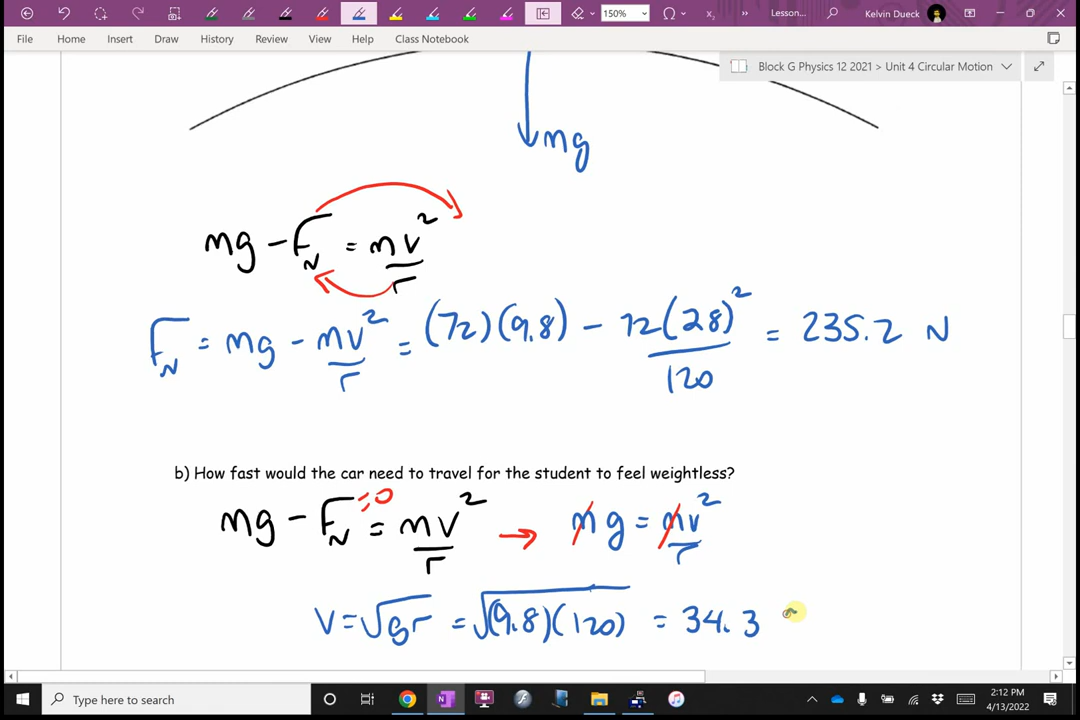 150% Lesson... Kelvin Dueck
File Home Insert Draw History Review View Help Class Notebook
Block G Physics 12 2021 > Unit 4 Circular Motion
mg
mg - F_N = mv²/r
F_N = mg - mv²/r = (72)(9.8) - 72(28)²/120 = 235.2 N
b) How fast would the car need to travel for the student to feel weightless?
mg - F_N = mv²/r → mg = mv²/r
=0
V = √gr = √(9.8)(120) = 34.3
Type here to search
2:12 PM
4/13/2022